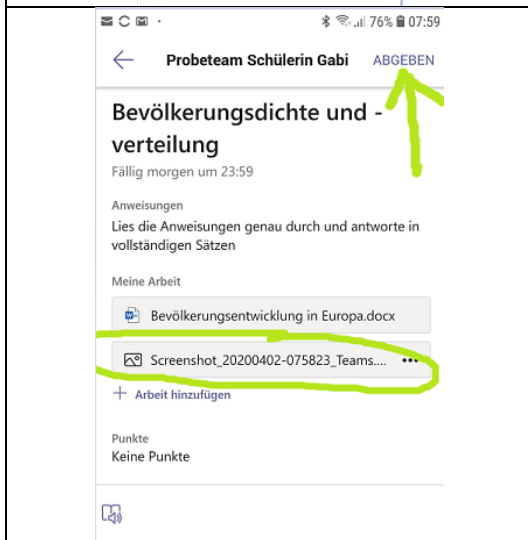 76% 07:59
Probeteam Schülerin Gabi ABGEBEN
Bevölkerungsdichte und -
verteilung
Fällig morgen um 23:59
Anweisungen
Lies die Anweisungen genau durch und antworte in
vollständigen Sätzen
Meine Arbeit
Bevölkerungsentwicklung in Europa.docx
Screenshot_20200402-075823_Teams.... •••
+ Arbeit hinzufügen
Punkte
Keine Punkte